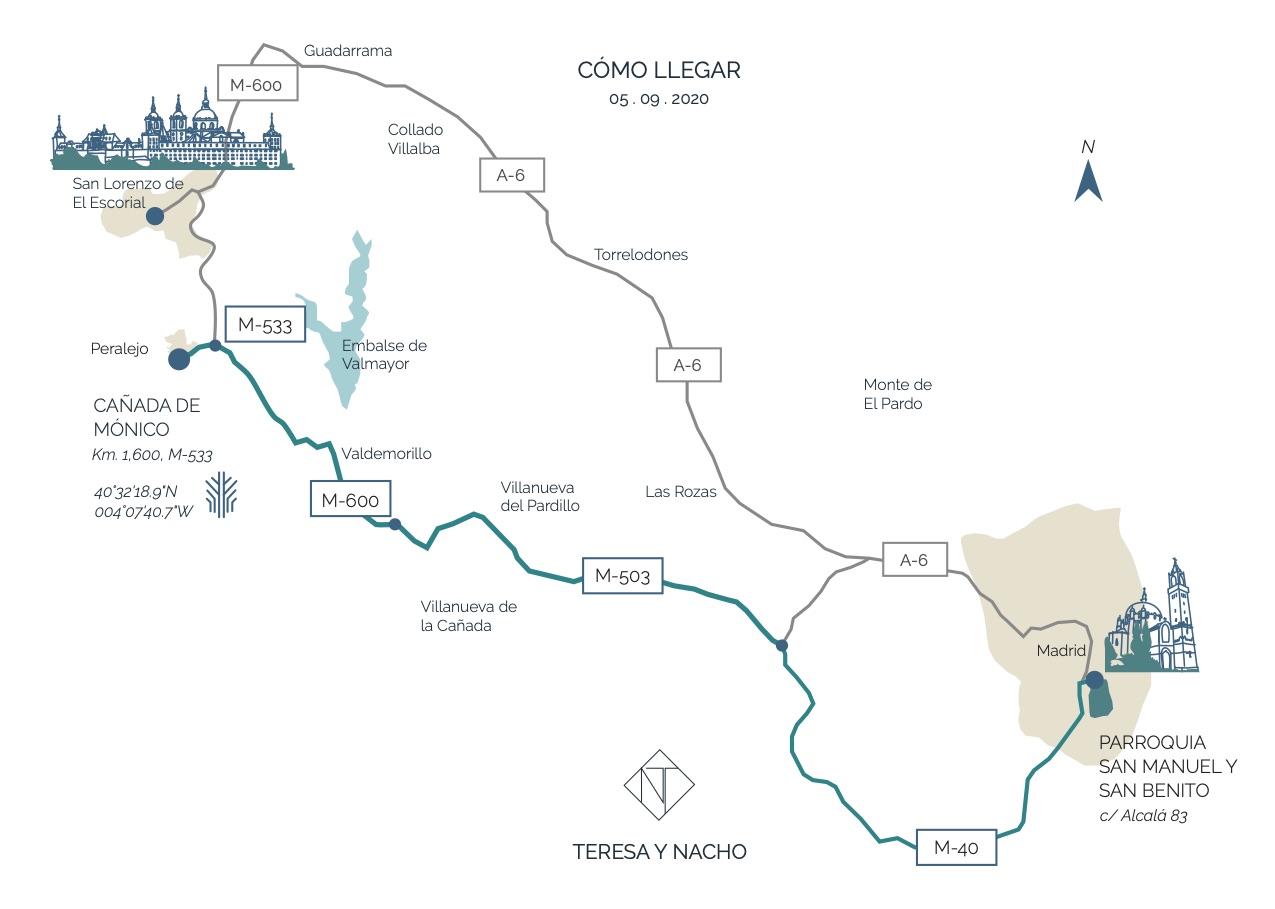 CÓMO LLEGAR
05 . 09 . 2020
Guadarrama
M-600
Collado
Villalba
A-6
N
San Lorenzo de
El Escorial
Torrelodones
M-533
Peralejo
Embalse de
Valmayor
A-6
Monte de
El Pardo
CAÑADA DE
MÓNICO
Km. 1,600, M-533
40°32'18.9"N
004°07'40.7"W
Valdemorillo
M-600
Villanueva
del Pardillo
Las Rozas
A-6
M-503
Villanueva de
la Cañada
Madrid
PARROQUIA
SAN MANUEL Y
SAN BENITO
c/ Alcalá 83
NT
TERESA Y NACHO
M-40